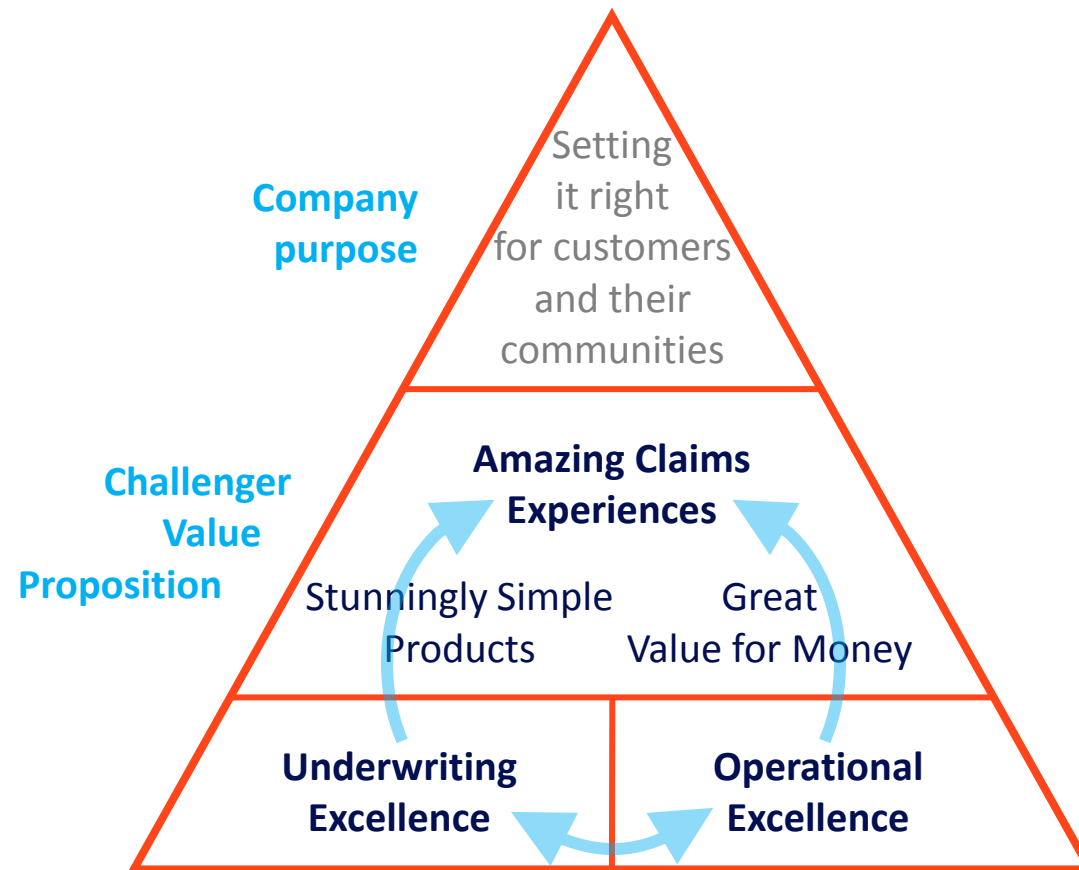 Company
purpose
Setting
it right
for customers
and their
communities
Challenger
Value
Proposition
Amazing Claims
Experiences
Stunningly Simple
Products
Great
Value for Money
Underwriting
Excellence
Operational
Excellence